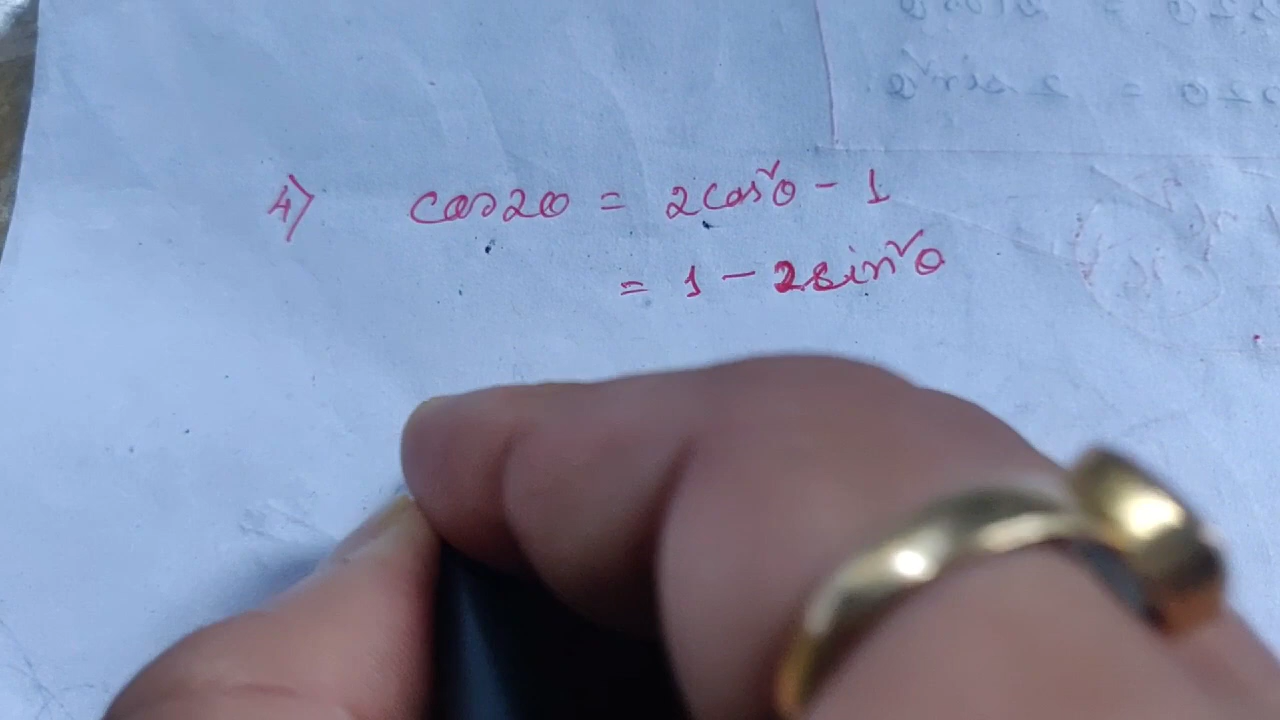 4) cos2θ = 2cos²θ - 1
= 1 - 2sin²θ